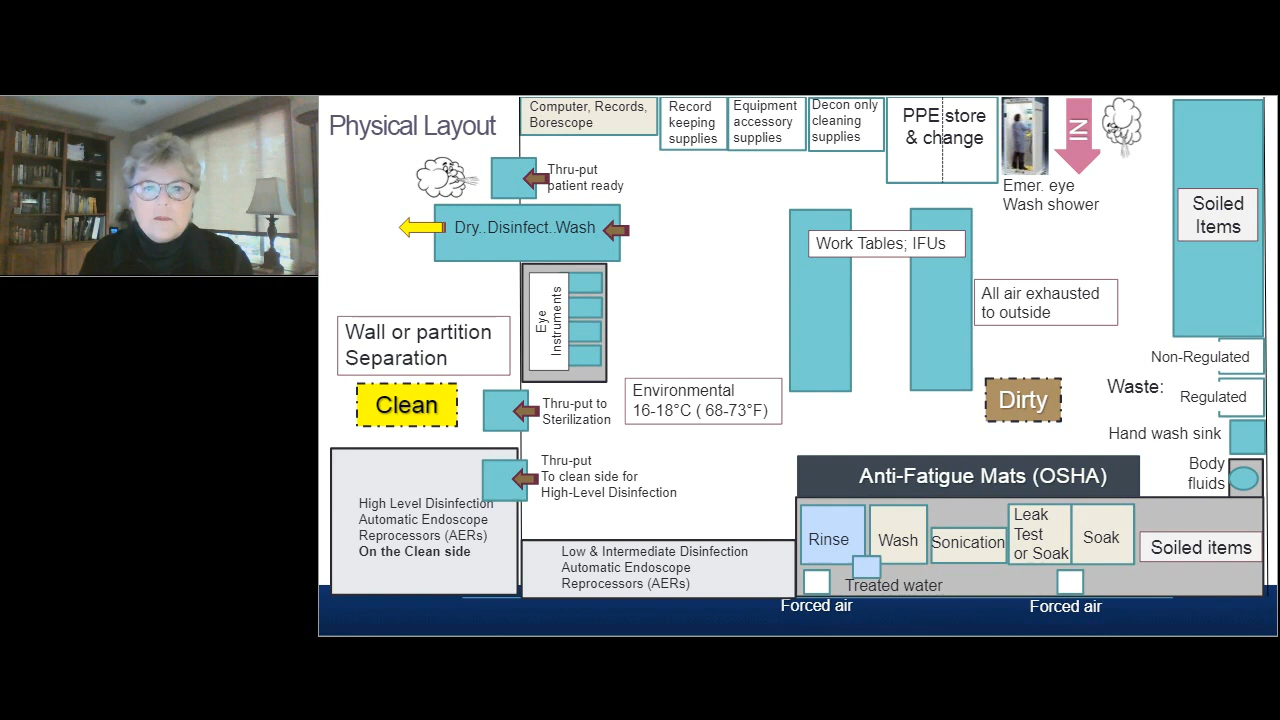 Physical Layout
Computer, Records,
Borescope
Record
keeping
supplies
Equipment
accessory
supplies
Decon only
cleaning
supplies
PPE store
& change
IN
Emer. eye
Wash shower
Soiled
Items
Thru-put
patient ready
Dry..Disinfect..Wash
Work Tables; IFUs
Eye
Instruments
All air exhausted
to outside
Wall or partition
Separation
Non-Regulated
Waste:
Regulated
Clean
Thru-put to
Sterilization
Environmental
16-18°C ( 68-73°F)
Dirty
Hand wash sink
Body
fluids
Thru-put
To clean side for
High-Level Disinfection
Anti-Fatigue Mats (OSHA)
High Level Disinfection
Automatic Endoscope
Reprocessors (AERs)
On the Clean side
Low & Intermediate Disinfection
Automatic Endoscope
Reprocessors (AERs)
Rinse
Wash
Sonication
Leak
Test
or Soak
Soak
Soiled items
Treated water
Forced air
Forced air